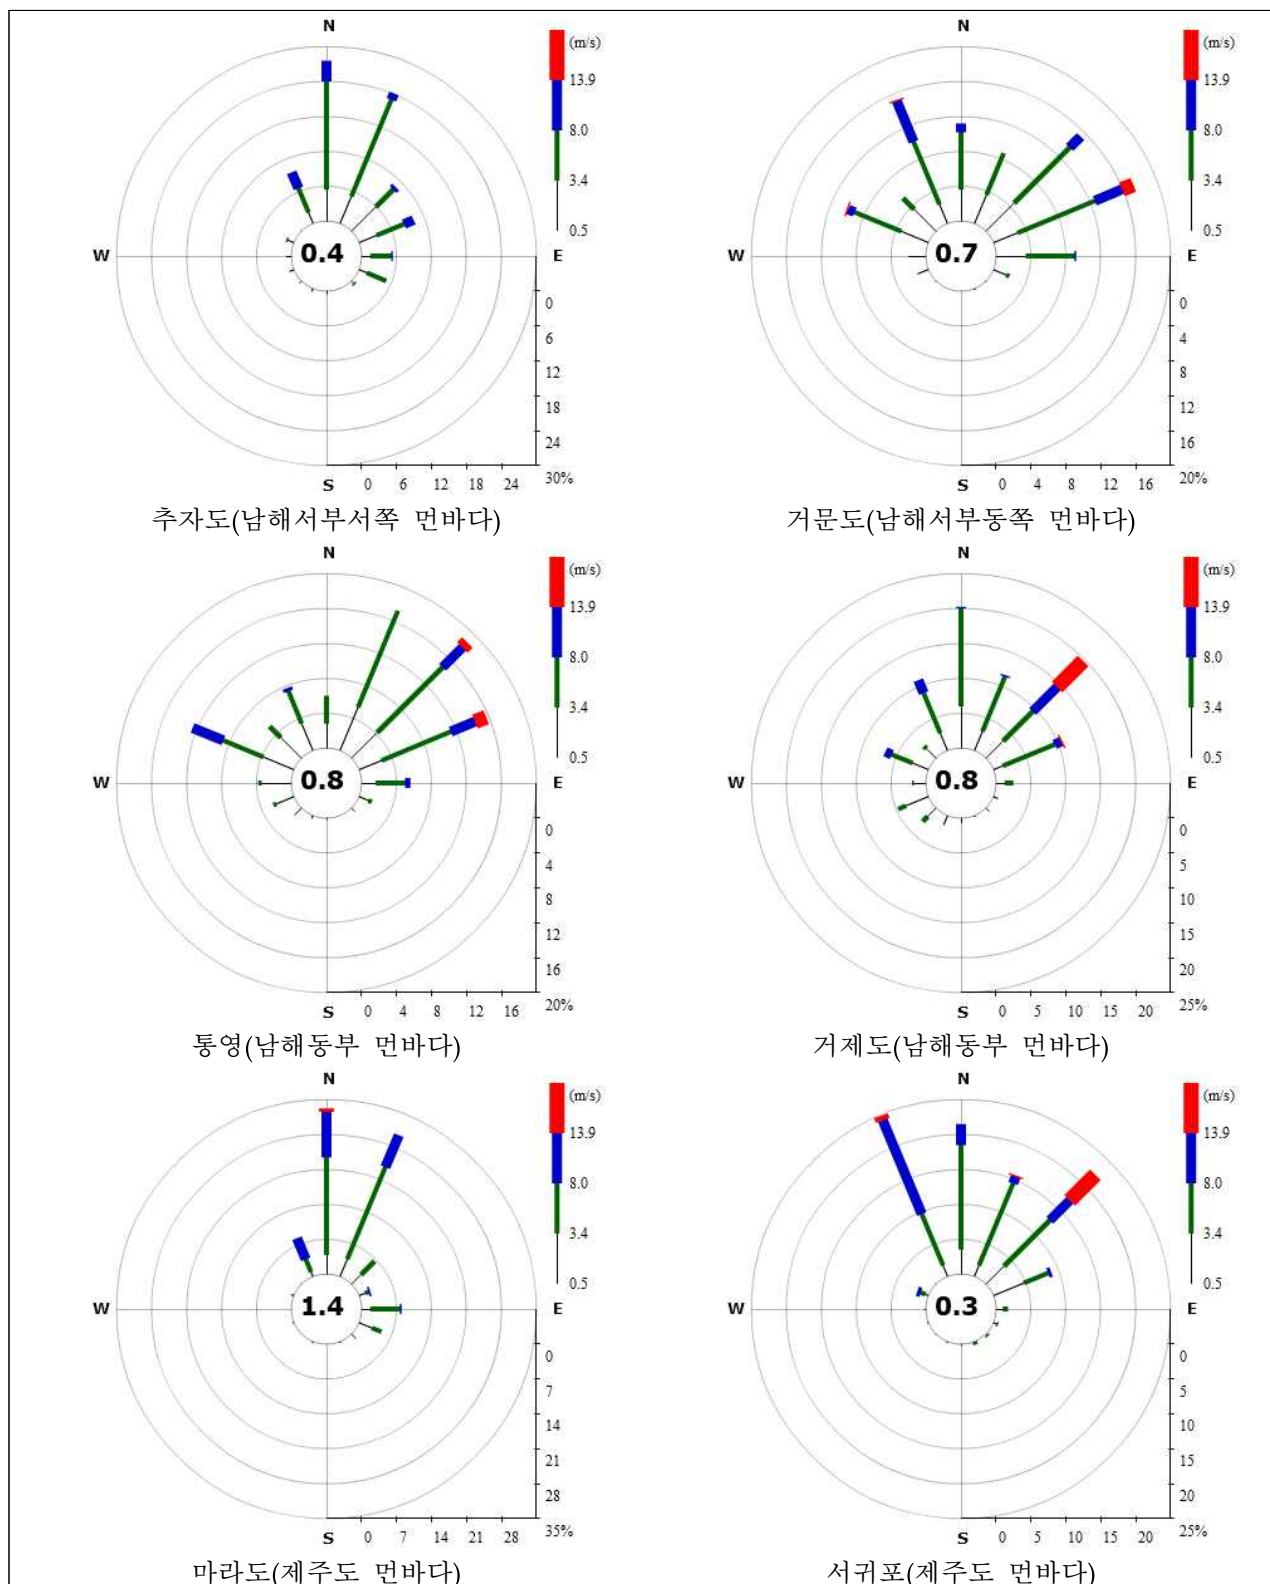 N
(m/s)
13.9
8.0
3.4
0.5
W
0.4
E
0
6
12
18
24
30%
S
0 6 12 18 24
추자도(남해서부서쪽 먼바다)
N
(m/s)
13.9
8.0
3.4
0.5
W
0.7
E
0
4
8
12
16
20%
S
0 4 8 12 16
거문도(남해서부동쪽 먼바다)
N
(m/s)
13.9
8.0
3.4
0.5
W
0.8
E
0
4
8
12
16
20%
S
0 4 8 12 16
통영(남해동부 먼바다)
N
(m/s)
13.9
8.0
3.4
0.5
W
0.8
E
0
5
10
15
20
25%
S
0 5 10 15 20
거제도(남해동부 먼바다)
N
(m/s)
13.9
8.0
3.4
0.5
W
1.4
E
0
7
14
21
28
35%
S
0 7 14 21 28
마라도(제주도 먼바다)
N
(m/s)
13.9
8.0
3.4
0.5
W
0.3
E
0
5
10
15
20
25%
S
0 5 10 15 20
서귀포(제주도 먼바다)